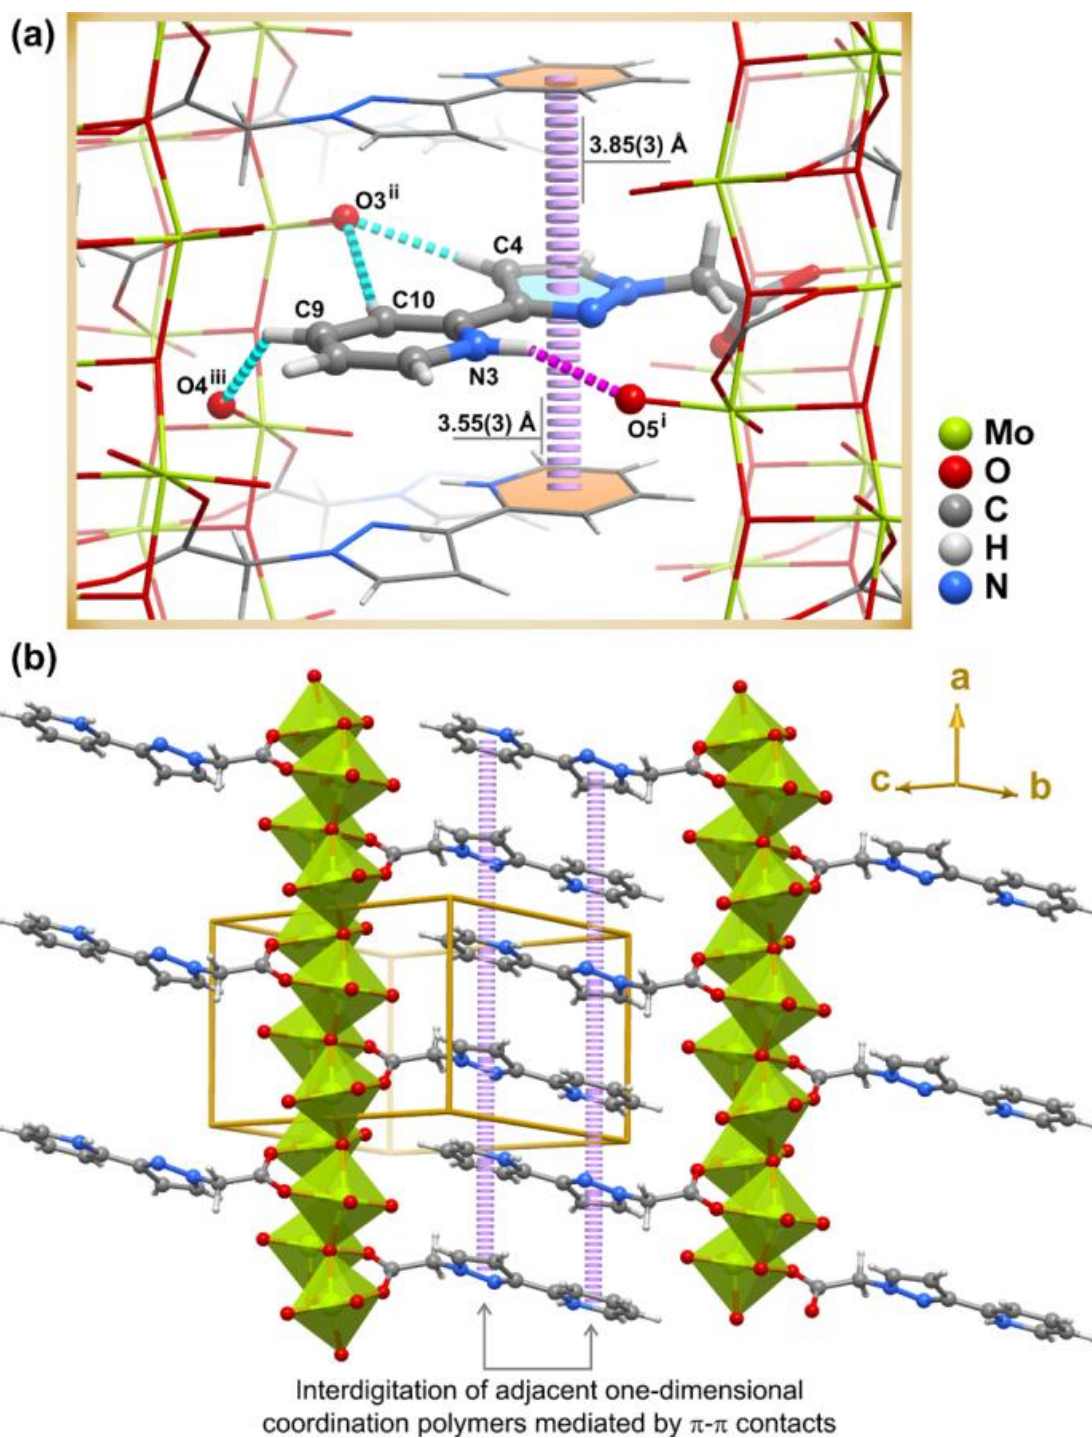 (a)
3.85(3) Å
O3ii
C4
C10
C9
N3
O4iii
3.55(3) Å
O5i
Mo
O
C
H
N
(b)
a
c
b
Interdigitation of adjacent one-dimensional
coordination polymers mediated by π-π contacts